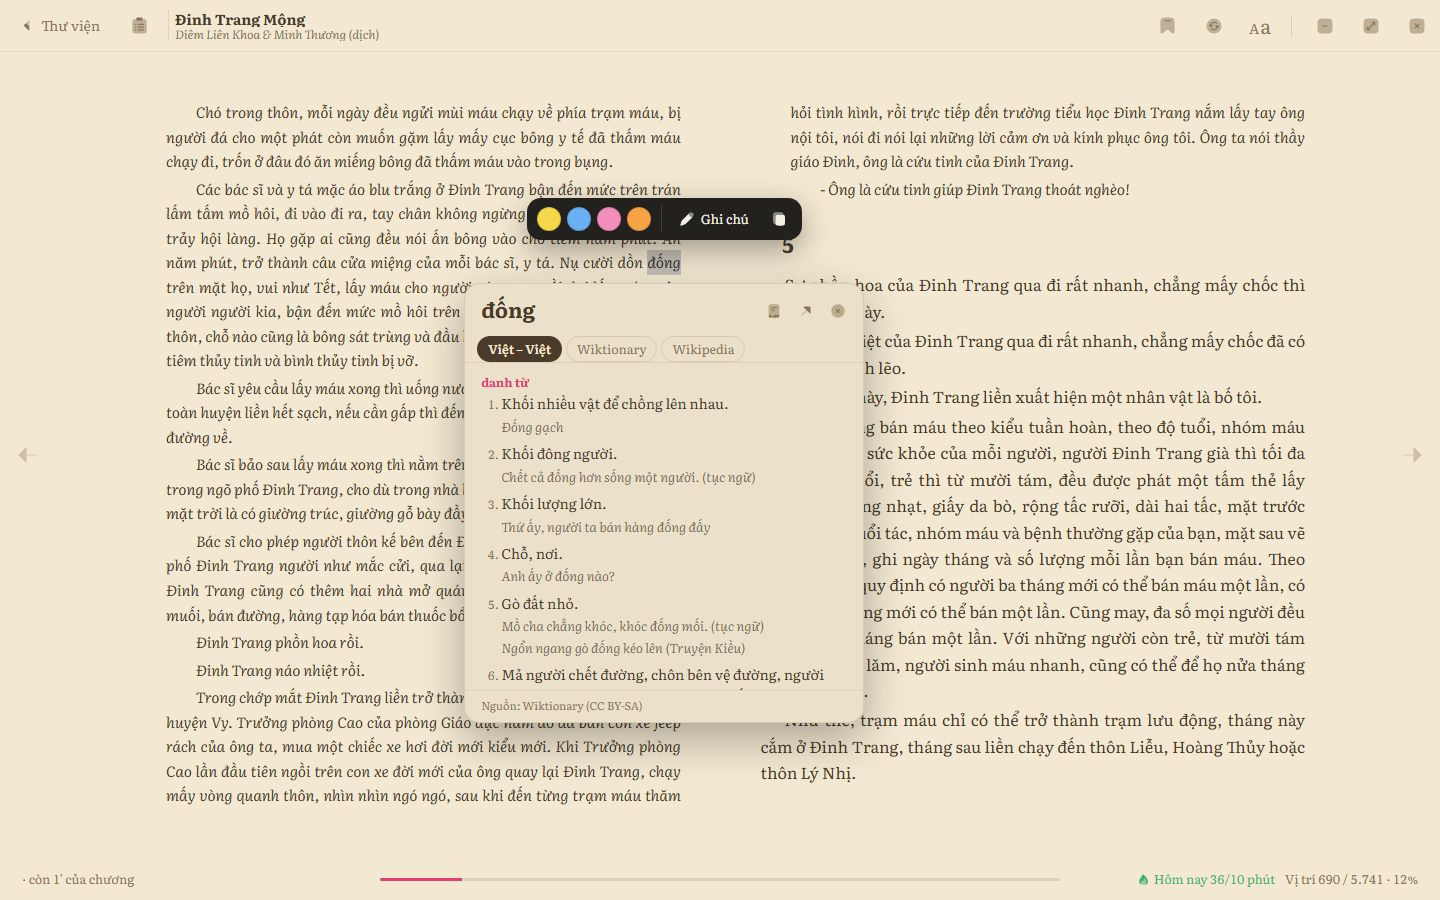 Thư viện
Đinh Trang Mộng
Diêm Liên Khoa & Minh Thương (dịch)
Aa
Chó trong thôn, mỗi ngày đều ngửi mùi máu chạy về phía trạm máu, bị
người đá cho một phát còn muốn gặm lấy mấy cục bông y tế đã thấm máu
chạy đi, trốn ở đâu đó ăn miếng bông đã thấm máu vào trong bụng.
Các bác sĩ và y tá mặc áo blu trắng ở Đinh Trang bận đến mức trên trán
lấm tấm mồ hôi, đi vào đi ra, tay chân không ngừng
trảy hội làng. Họ gặp ai cũng đều nói ấn bông vào chỗ tiêm năm phút. Ấn
năm phút, trở thành câu cửa miệng của mỗi bác sĩ, y tá. Nụ cười dồn đống
trên mặt họ, vui như Tết, lấy máu cho người
người người kia, bận đến mức mồ hôi trên
thôn, chỗ nào cũng là bông sát trùng và đầu
tiêm thủy tinh và bình thủy tinh bị vỡ.
Bác sĩ yêu cầu lấy máu xong thì uống nước
toàn huyện liền hết sạch, nếu cần gấp thì đến
đường về.
Bác sĩ bảo sau lấy máu xong thì nằm trên
trong ngõ phố Đinh Trang, cho dù trong nhà
mặt trời là có giường trúc, giường gỗ bày đầy
Bác sĩ cho phép người thôn kế bên đến
phố Đinh Trang người như mắc cửi, qua lại
Đinh Trang cũng có thêm hai nhà mở quán
muối, bán đường, hàng tạp hóa bán thuốc bổ
Đinh Trang phồn hoa rồi.
Đinh Trang náo nhiệt rồi.
Trong chớp mắt Đinh Trang liền trở thành
huyện Vy. Trưởng phòng Cao của phòng Giáo dục năm đó đã bán con xe jeep
rách của ông ta, mua một chiếc xe hơi đời mới kiểu mới. Khi Trưởng phòng
Cao lần đầu tiên ngồi trên con xe đời mới của ông quay lại Đinh Trang, chạy
mấy vòng quanh thôn, nhìn nhìn ngó ngó, sau khi đến từng trạm máu thăm
Ghi chú
đống
Việt – Việt
Wiktionary
Wikipedia
danh từ
1. Khối nhiều vật để chồng lên nhau.
Đống gạch
2. Khối đông người.
Chết cả đống hơn sống một người. (tục ngữ)
3. Khối lượng lớn.
Thứ ấy, người ta bán hàng đống đấy
4. Chỗ, nơi.
Anh ấy ở đống nào?
5. Gò đất nhỏ.
Mồ cha chẳng khóc, khóc đống mối. (tục ngữ)
Ngổn ngang gò đống kéo lên (Truyện Kiều)
6. Mả người chết đường, chôn bên vệ đường, người
Nguồn: Wiktionary (CC BY-SA)
hỏi tình hình, rồi trực tiếp đến trường tiểu học Đinh Trang nắm lấy tay ông
nội tôi, nói đi nói lại những lời cảm ơn và kính phục ông tôi. Ông ta nói thầy
giáo Đinh, ông là cứu tinh của Đinh Trang.
- Ông là cứu tinh giúp Đinh Trang thoát nghèo!
5
hoa của Đinh Trang qua đi rất nhanh, chẳng mấy chốc thì
của Đinh Trang qua đi rất nhanh, chẳng mấy chốc đã có
lẽo.
này, Đinh Trang liền xuất hiện một nhân vật là bố tôi.
bán máu theo kiểu tuần hoàn, theo độ tuổi, nhóm máu
sức khỏe của mỗi người, người Đinh Trang già thì tối đa
trẻ thì từ mười tám, đều được phát một tấm thẻ lấy
nhạt, giấy da bò, rộng tấc rưỡi, dài hai tấc, mặt trước
tuổi tác, nhóm máu và bệnh thường gặp của bạn, mặt sau vẽ
, ghi ngày tháng và số lượng mỗi lần bạn bán máu. Theo
quy định có người ba tháng mới có thể bán máu một lần, có
mới có thể bán một lần. Cũng may, đa số mọi người đều
tháng bán một lần. Với những người còn trẻ, từ mười tám
lăm, người sinh máu nhanh, cũng có thể để họ nửa tháng
Như thế, trạm máu chỉ có thể trở thành trạm lưu động, tháng này
cắm ở Đinh Trang, tháng sau liền chạy đến thôn Liễu, Hoàng Thủy hoặc
thôn Lý Nhị.
· còn 1' của chương
Hôm nay 36/10 phút
Vị trí 690 / 5.741 · 12%